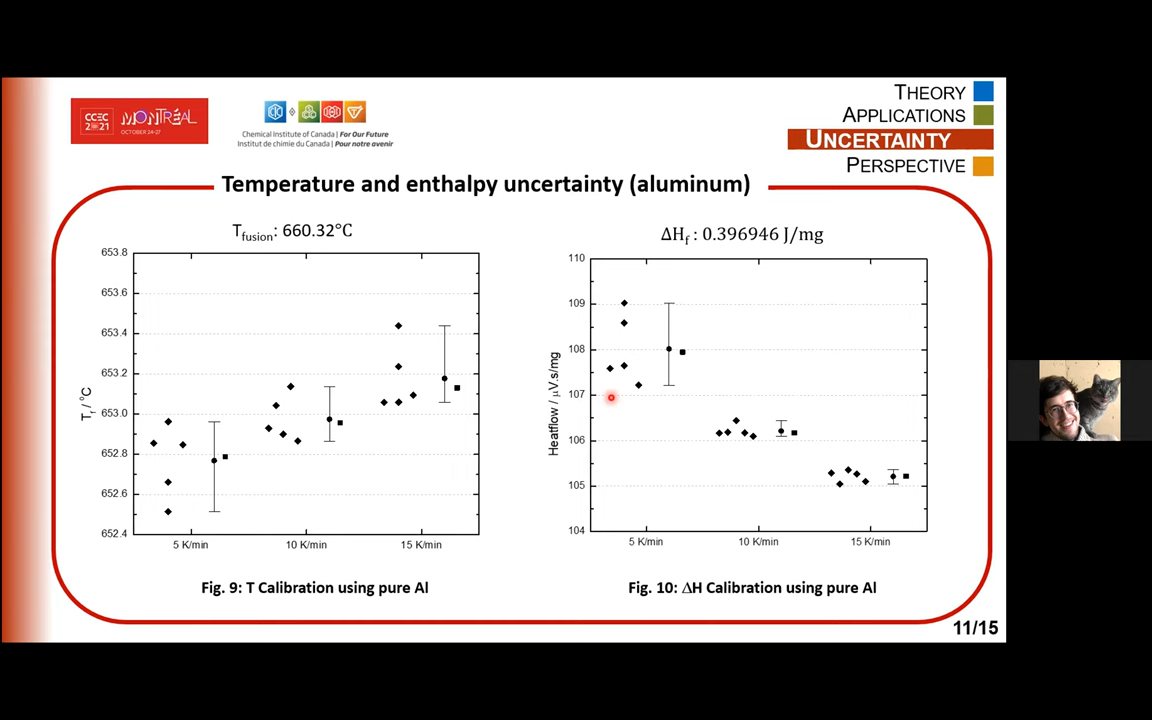 CCEC
2021
MONTRÉAL
OCTOBER 24-27
Chemical Institute of Canada | For Our Future
Institut de chimie du Canada | Pour notre avenir
THEORY
APPLICATIONS
UNCERTAINTY
PERSPECTIVE
Temperature and enthalpy uncertainty (aluminum)
Tfusion: 660.32°C
653.8
653.6
653.4
653.2
653.0
652.8
652.6
652.4
Tf / °C
5 K/min 10 K/min 15 K/min
Fig. 9: T Calibration using pure Al
ΔHf : 0.396946 J/mg
110
109
108
107
106
105
104
Heatflow / μV.s/mg
5 K/min 10 K/min 15 K/min
Fig. 10: ΔH Calibration using pure Al
11/15